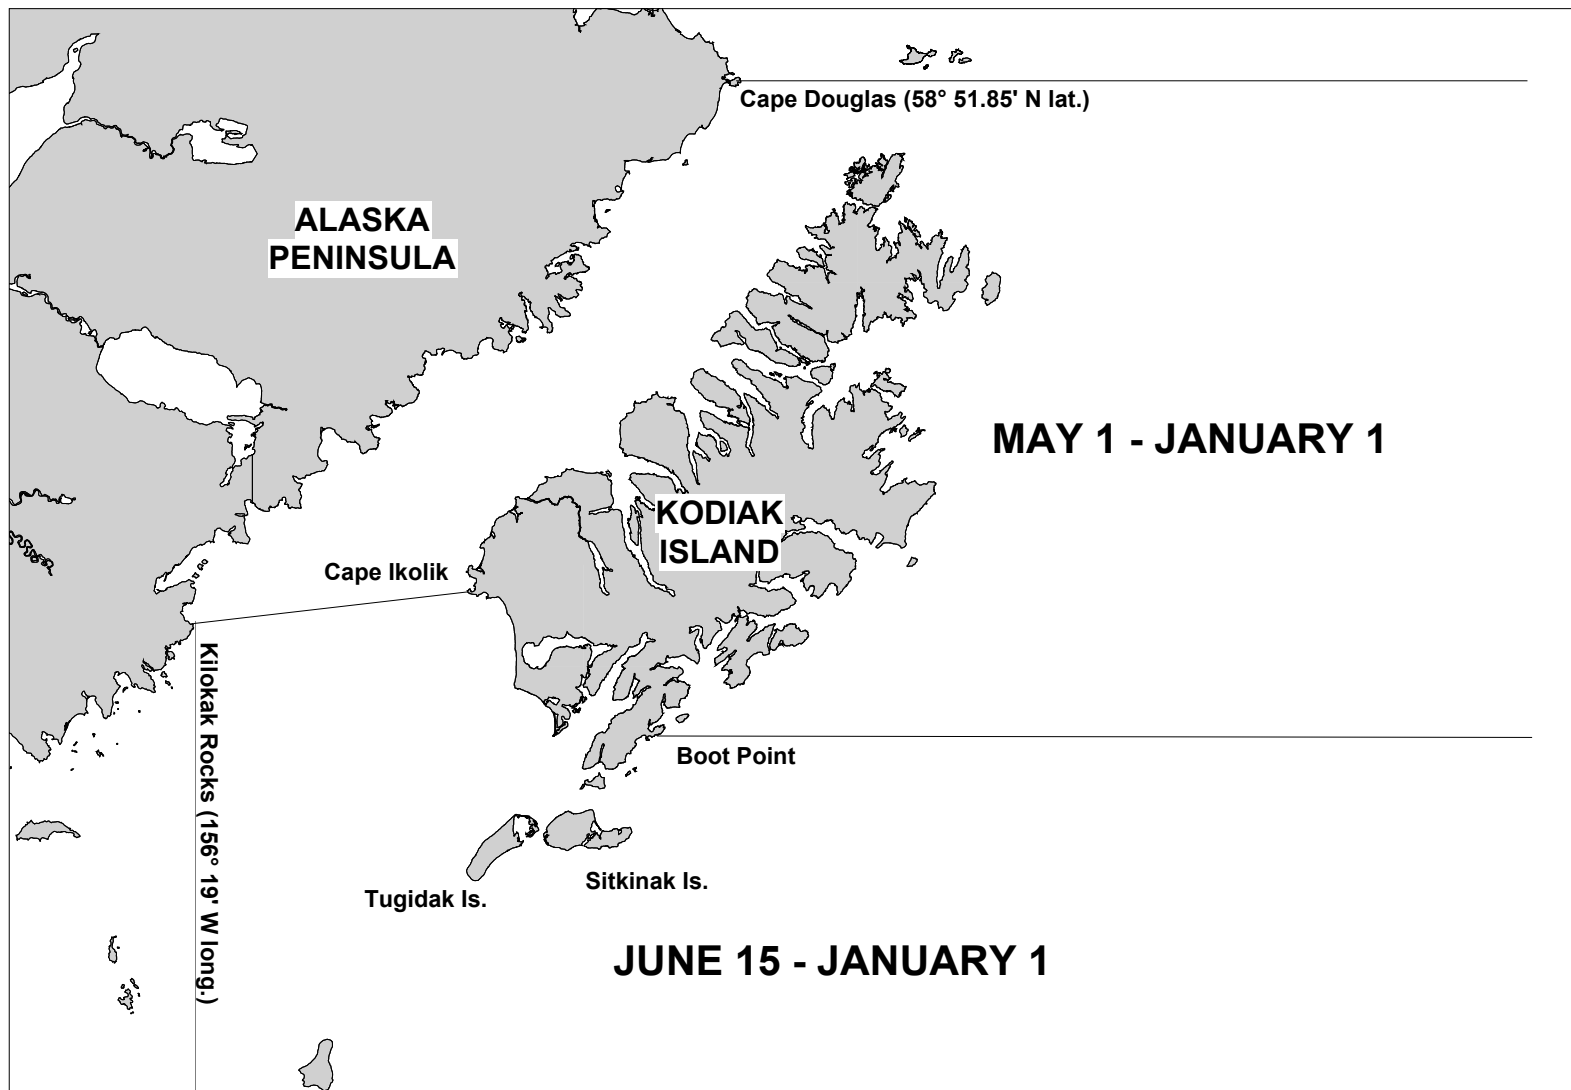 Cape Douglas (58° 51.85' N lat.)
ALASKA
PENINSULA
MAY 1 - JANUARY 1
KODIAK
ISLAND
Cape Ikolik
Kilokak Rocks (156° 19' W long.)
Boot Point
Sitkinak Is.
Tugidak Is.
JUNE 15 - JANUARY 1